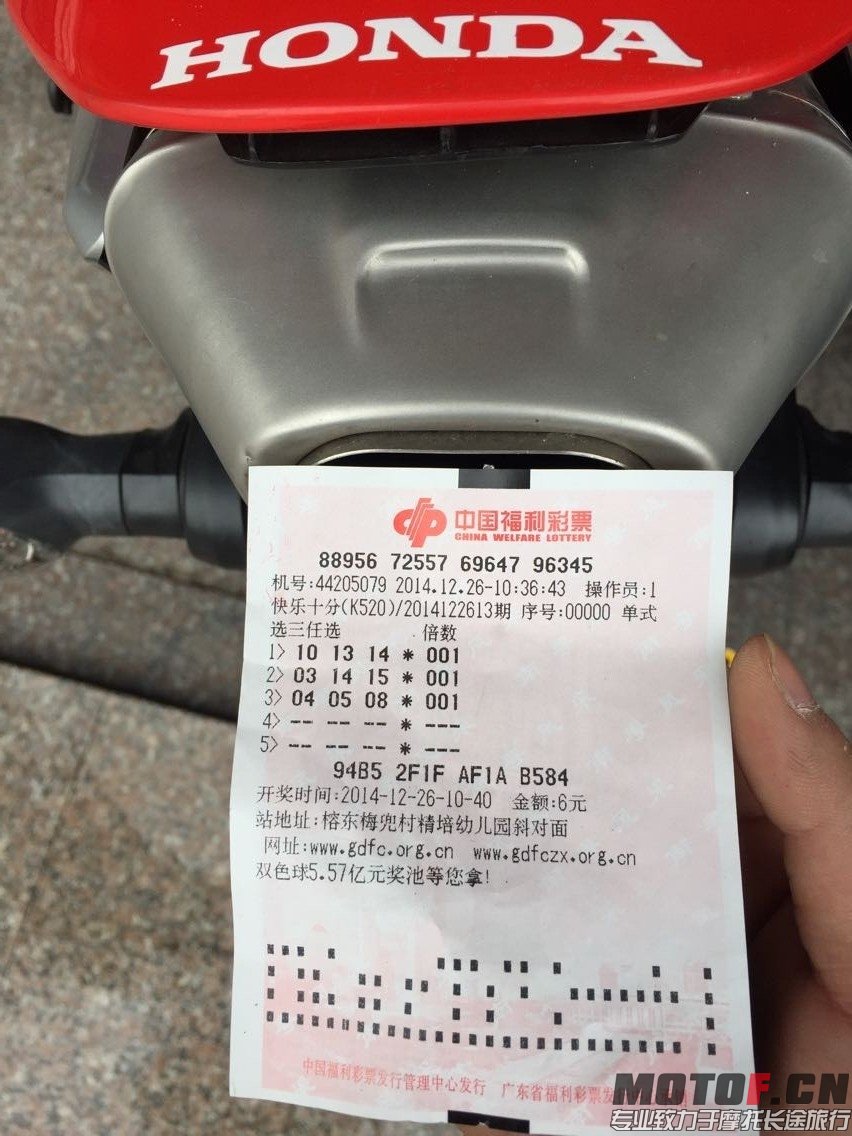 HONDA
中国福利彩票
CHINA WELFARE LOTTERY
88956 72557 69647 96345
机号:44205079 2014.12.26-10:36:43 操作员:1
快乐十分(K520)/2014122613期 序号:00000 单式
选三任选 倍数
1> 10 13 14 * 001
2> 03 14 15 * 001
3> 04 05 08 * 001
4> -- -- -- * ---
5> -- -- -- * ---
94B5 2F1F AF1A B584
开奖时间:2014-12-26-10-40 金额:6元
站地址:榕东梅兜村精培幼儿园斜对面
网址:www.gdfc.org.cn www.gdfczx.org.cn
双色球5.57亿元奖池等您拿!
中国福利彩票发行管理中心发行 广东省福利彩票发行
MOTOF.CN
专业致力于摩托长途旅行